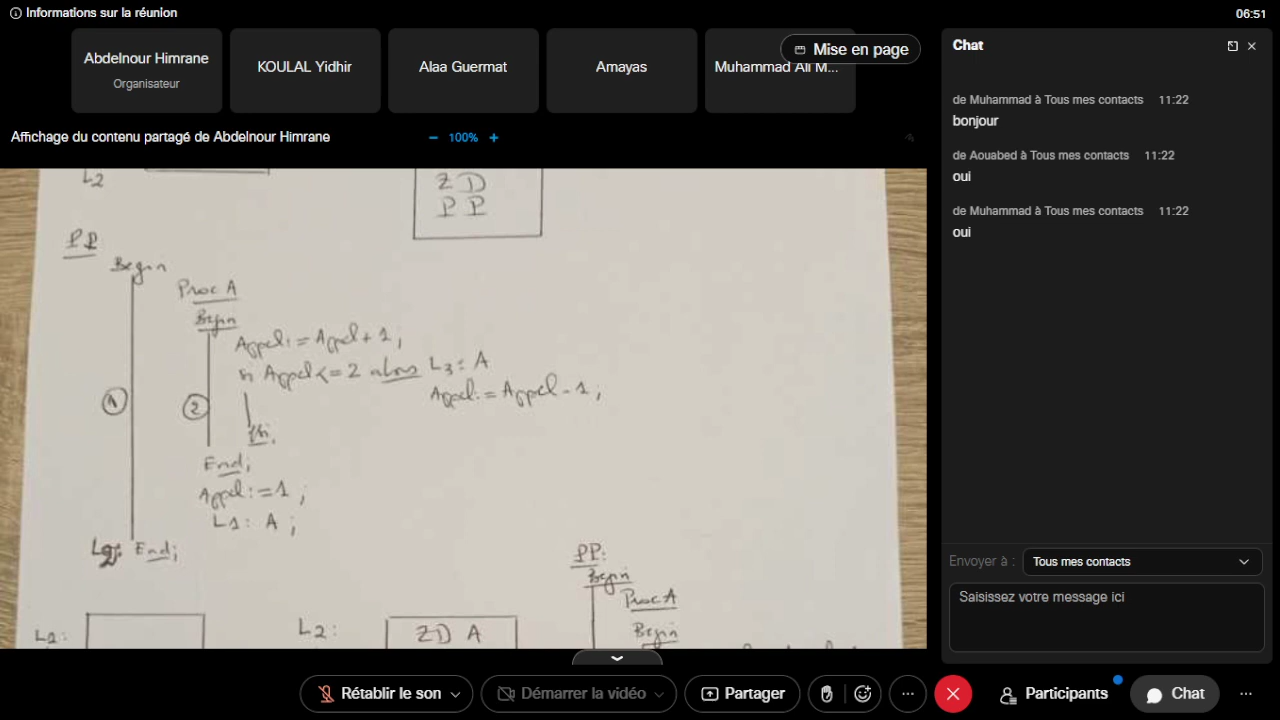 Informations sur la réunion
06:51
Abdelnour Himrane
Organisateur
KOULAL Yidhir
Alaa Guermat
Amayas
Muhammad Ali M...
Mise en page
Affichage du contenu partagé de Abdelnour Himrane
− 100% +
L2
Z D
P P
PP
Begin
Proc A
Begin
Appel:=Appel+1;
si Appel<=2 alors L3: A
Appel:=Appel-1;
1
2
fsi;
End;
Appel:=1;
L1: A;
End;
PP:
Begin
Proc A
Begin
L2:
ZD A
Chat
de Muhammad à Tous mes contacts 11:22
bonjour
de Aouabed à Tous mes contacts 11:22
oui
de Muhammad à Tous mes contacts 11:22
oui
Envoyer à :
Tous mes contacts
Saisissez votre message ici
Rétablir le son
Démarrer la vidéo
Partager
Participants
Chat